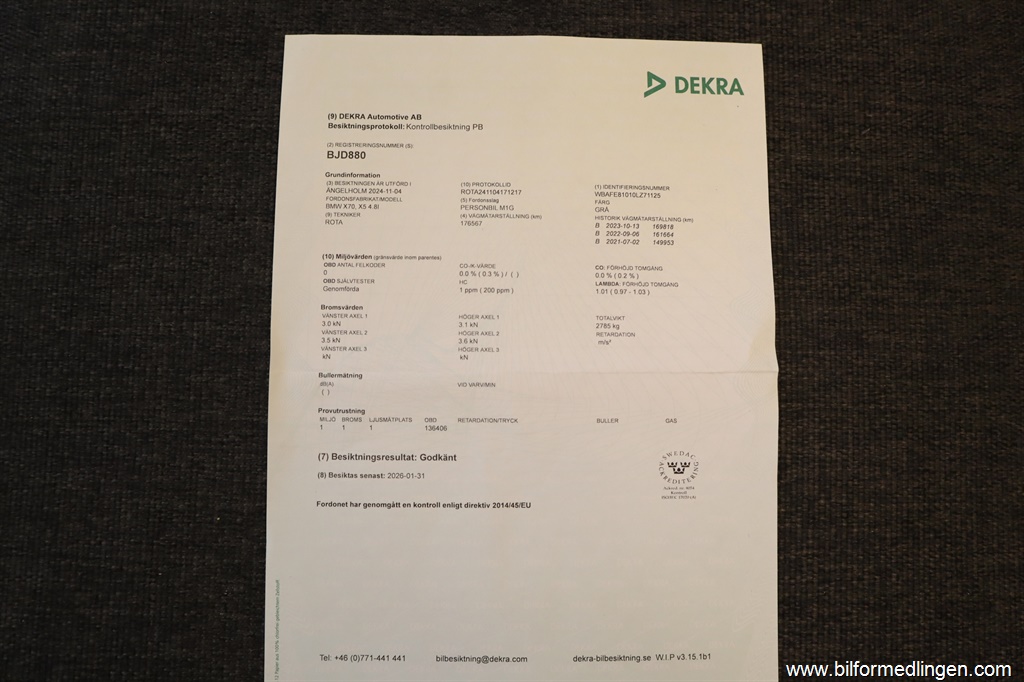 DEKRA
(9) DEKRA Automotive AB
Besiktningsprotokoll: Kontrollbesiktning PB
(2) REGISTRERINGSNUMMER (S)
BJD880
Grundinformation
(3) BESIKTNINGEN ÄR UTFÖRD I
ÄNGELHOLM 2024-11-04
FORDONSFABRIKAT/MODELL
BMW X70, X5 4.8I
(9) TEKNIKER
ROTA
(10) PROTOKOLLID
ROTA241104171217
(5) Fordonsslag
PERSONBIL M1G
(4) VÄGMÄTARSTÄLLNING (km)
176567
(1) IDENTIFIERINGSNUMMER
WBAFE81010LZ71125
FÄRG
GRÅ
HISTORIK VÄGMÄTARSTÄLLNING (km)
B 2023-10-13 169818
B 2022-09-06 161664
B 2021-07-02 149953
(10) Miljövärden (gränsvärde inom parentes)
OBD ANTAL FELKODER
0
OBD SJÄLVTESTER
Genomförda
CO-/K-VÄRDE
0.0 % ( 0.3 % ) / ( )
HC
1 ppm ( 200 ppm )
CO: FÖRHÖJD TOMGÅNG
0.0 % ( 0.2 % )
LAMBDA: FÖRHÖJD TOMGÅNG
1.01 ( 0.97 - 1.03 )
Bromsvärden
VÄNSTER AXEL 1
3.0 kN
VÄNSTER AXEL 2
3.5 kN
VÄNSTER AXEL 3
kN
HÖGER AXEL 1
3.1 kN
HÖGER AXEL 2
3.6 kN
HÖGER AXEL 3
kN
TOTALVIKT
2785 kg
RETARDATION
m/s²
Bullermätning
dB(A)
( )
VID VARV/MIN
Provutrustning
MILJÖ BROMS LJUSMÄTPLATS OBD RETARDATION/TRYCK BULLER GAS
1 1 1 136406
(7) Besiktningsresultat: Godkänt
(8) Besiktas senast: 2026-01-31
SWEDAC
ACKREDITERING
Fordonet har genomgått en kontroll enligt direktiv 2014/45/EU
Tel: +46 (0)771-441 441 bilbesiktning@dekra.com dekra-bilbesiktning.se W.I.P v3.15.1b1
www.bilformedlingen.com